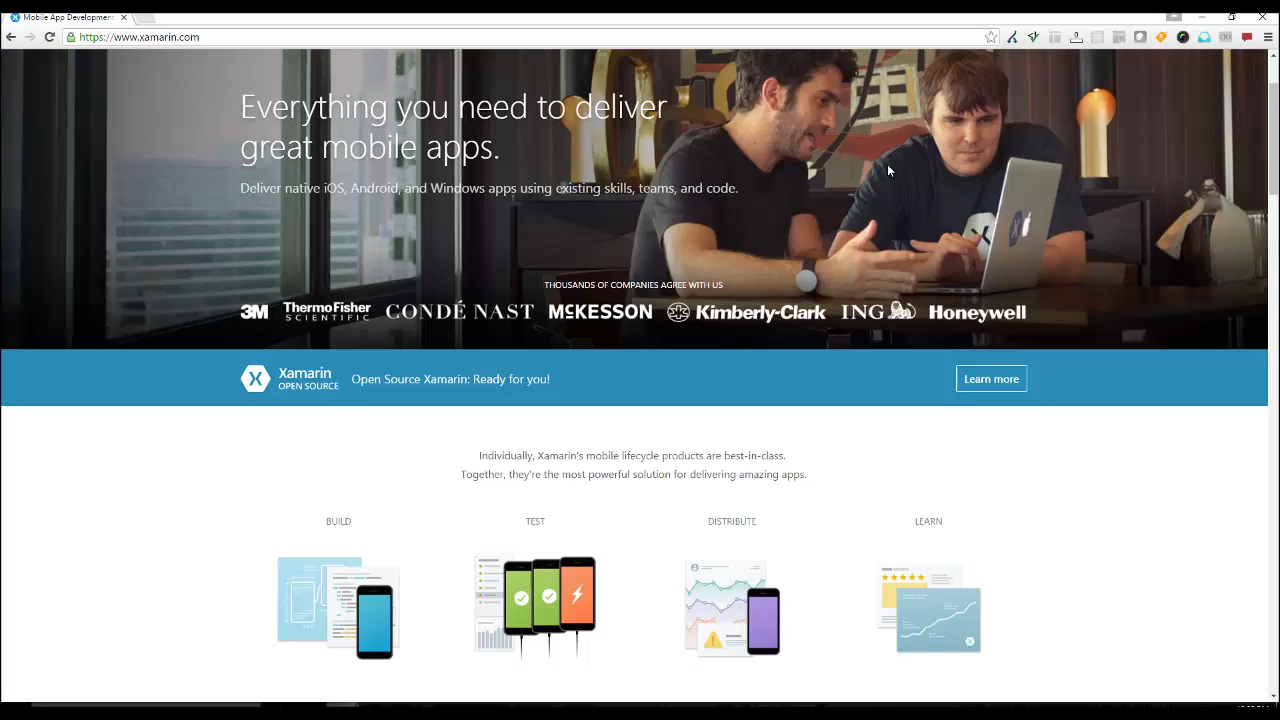 Mobile App Development
https://www.xamarin.com
Everything you need to deliver
great mobile apps.
Deliver native iOS, Android, and Windows apps using existing skills, teams, and code.
THOUSANDS OF COMPANIES AGREE WITH US
3M ThermoFisher SCIENTIFIC CONDÉ NAST MCKESSON Kimberly-Clark ING Honeywell
Xamarin
OPEN SOURCE
Open Source Xamarin: Ready for you!
Learn more
Individually, Xamarin's mobile lifecycle products are best-in-class.
Together, they're the most powerful solution for delivering amazing apps.
BUILD TEST DISTRIBUTE LEARN